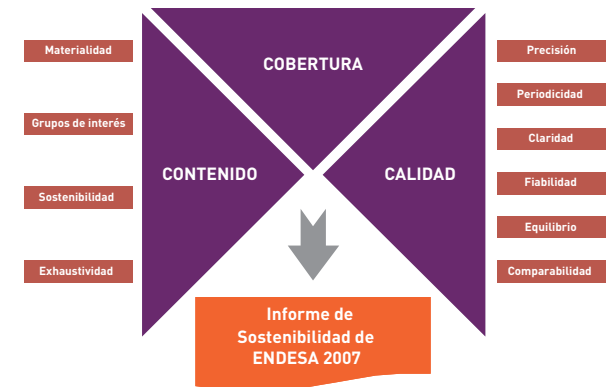 COBERTURA
CONTENIDO
CALIDAD
Materialidad
Grupos de interés
Sostenibilidad
Exhaustividad
Precisión
Periodicidad
Claridad
Fiabilidad
Equilibrio
Comparabilidad
Informe de
Sostenibilidad de
ENDESA 2007